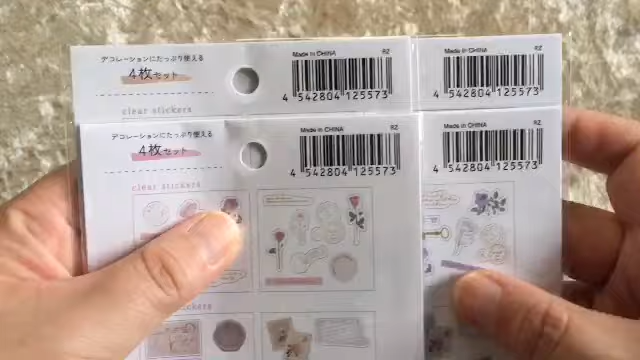 デコレーションにたっぷり使える
4枚セット
clear stickers
Made in CHINA
RZ
4 542804 125573
Made in CHINA
RZ
4 542804 125573
デコレーションにたっぷり使える
4枚セット
clear stickers
Made in CHINA
RZ
4 542804 125573
Made in CHINA
RZ
4 542804 125573
stickers